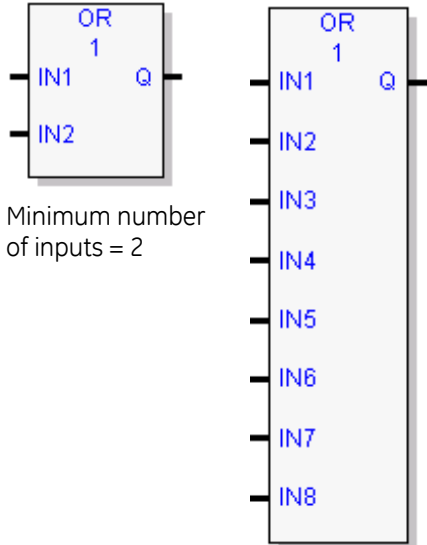 OR
1
IN1 Q
IN2
Minimum number
of inputs = 2
OR
1
IN1 Q
IN2
IN3
IN4
IN5
IN6
IN7
IN8